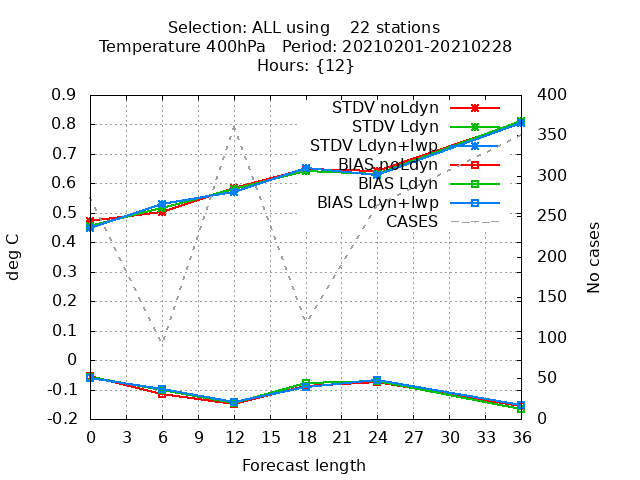 Selection: ALL using    22 stations
Temperature 400hPa   Period: 20210201-20210228
Hours: {12}
0.9
0.8
0.7
0.6
0.5
0.4
0.3
0.2
0.1
0
-0.1
-0.2
deg C
STDV noLdyn
STDV Ldyn
STDV Ldyn+lwp
BIAS noLdyn
BIAS Ldyn
BIAS Ldyn+lwp
CASES
400
350
300
250
200
150
100
50
0
No cases
0 3 6 9 12 15 18 21 24 27 30 33 36
Forecast length